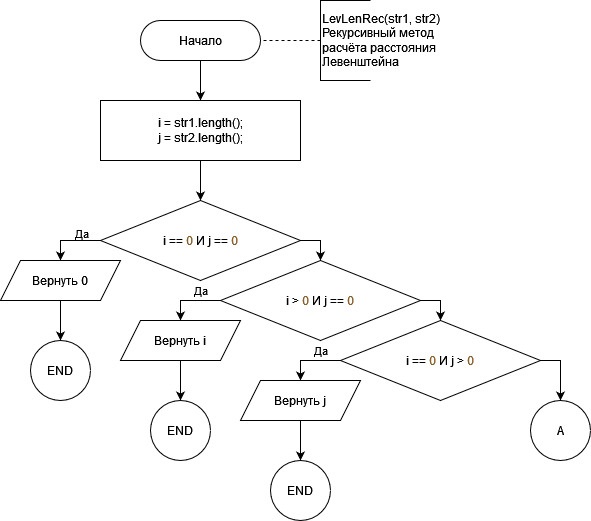 Начало
LevLenRec(str1, str2)
Рекурсивный метод
расчёта расстояния
Левенштейна
i = str1.length();
j = str2.length();
Да
i == 0 И j == 0
Вернуть 0
END
Да
i > 0 И j == 0
Вернуть i
END
Да
i == 0 И j > 0
Вернуть j
END
A